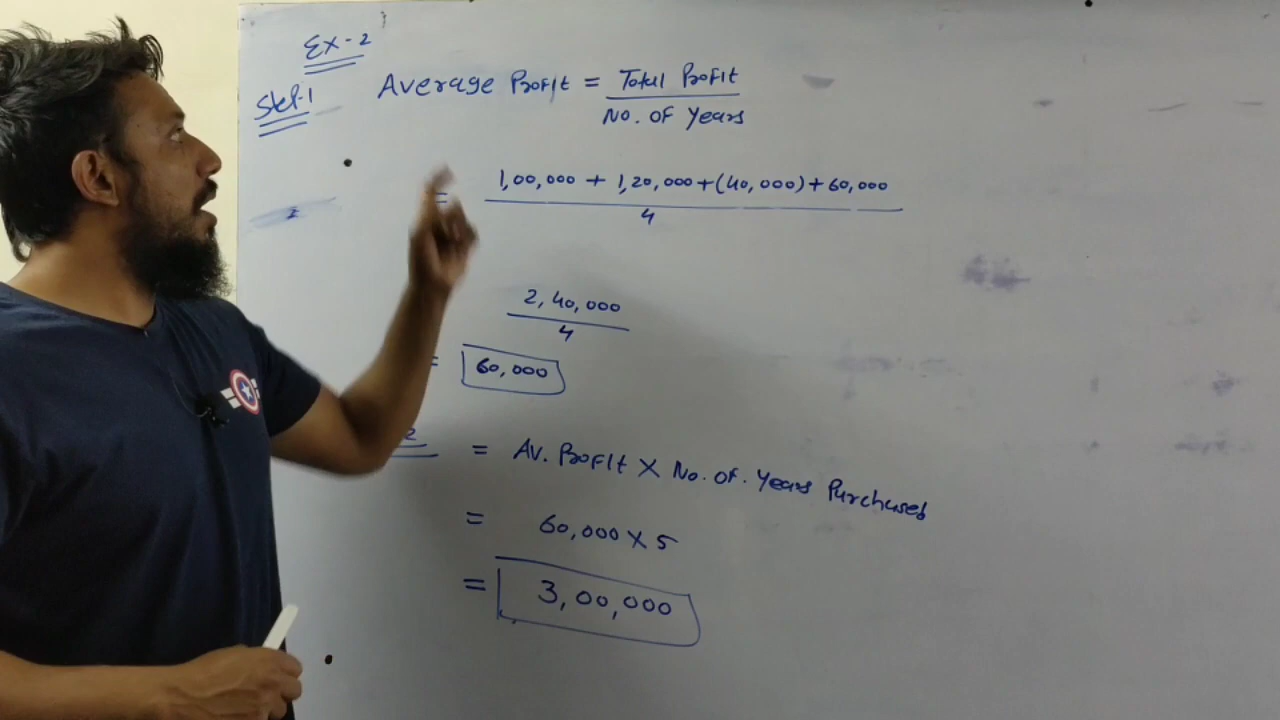 Ex-2
Step-1
Average Profit = Total Profit
No. of Years
= 1,00,000 + 1,20,000+(40,000)+60,000
4
2,40,000
4
= 60,000
2 = Av. Profit × No. of. Years Purchases
= 60,000 × 5
= 3,00,000